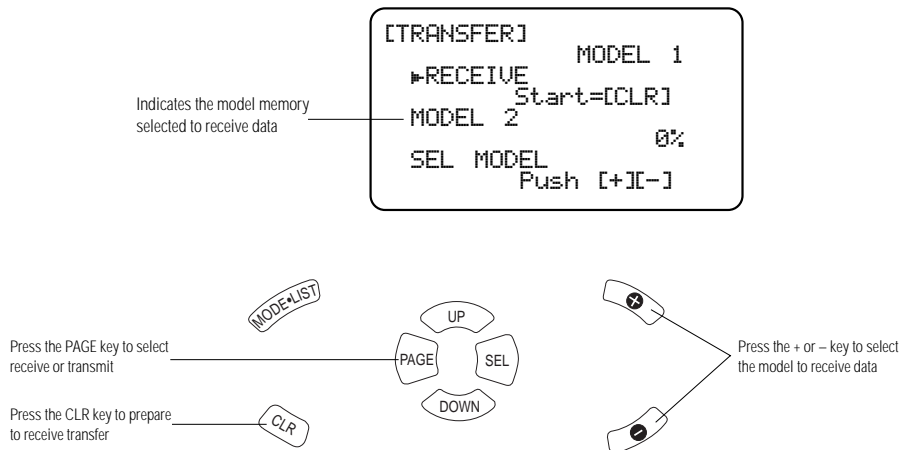 [TRANSFER]
MODEL 1
RECEIVE
Start=[CLR]
MODEL 2
0%
SEL MODEL
Push [+][-]
Indicates the model memory
selected to receive data
MODE•LIST
UP
PAGE
SEL
DOWN
CLR
+
–
Press the PAGE key to select
receive or transmit
Press the CLR key to prepare
to receive transfer
Press the + or – key to select
the model to receive data